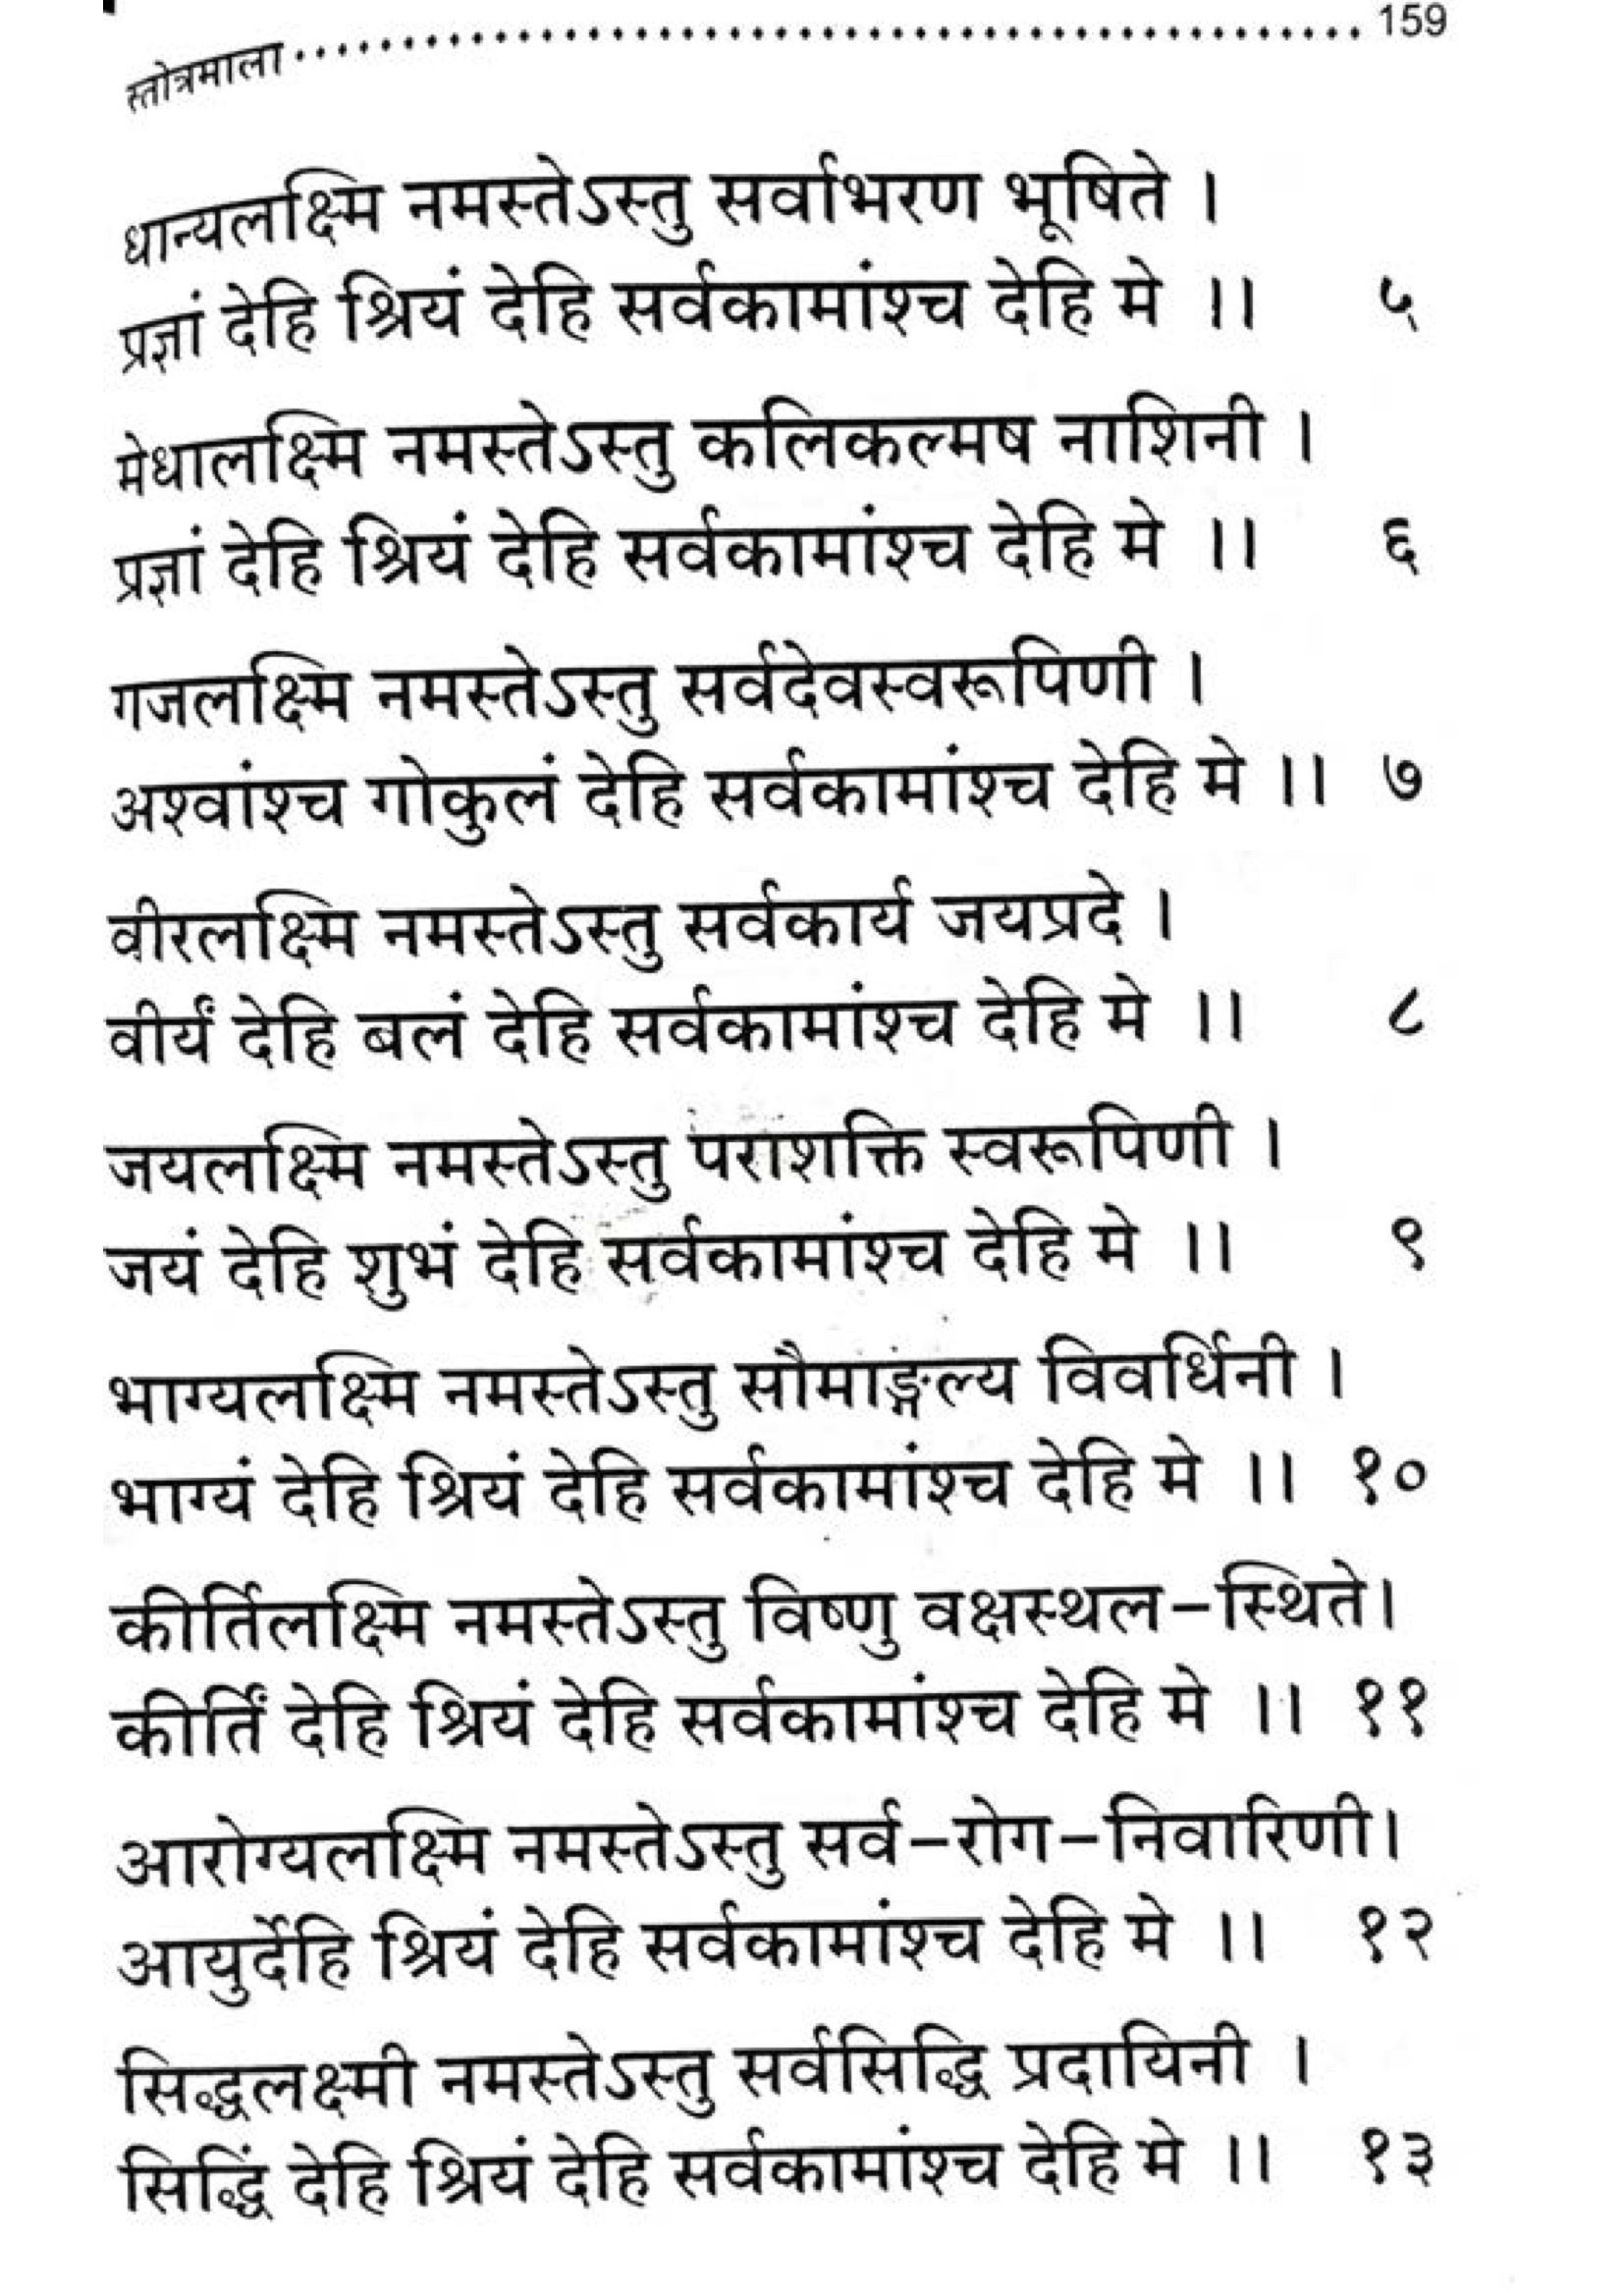 स्तोत्रमाला ................................................ 159
धान्यलक्ष्मि नमस्तेऽस्तु सर्वाभरण भूषिते ।
प्रज्ञां देहि श्रियं देहि सर्वकामांश्च देहि मे ।। ५
मेधालक्ष्मि नमस्तेऽस्तु कलिकल्मष नाशिनी ।
प्रज्ञां देहि श्रियं देहि सर्वकामांश्च देहि मे ।। ६
गजलक्ष्मि नमस्तेऽस्तु सर्वदेवस्वरूपिणी ।
अश्वांश्च गोकुलं देहि सर्वकामांश्च देहि मे ।। ७
वीरलक्ष्मि नमस्तेऽस्तु सर्वकार्य जयप्रदे ।
वीर्यं देहि बलं देहि सर्वकामांश्च देहि मे ।। ८
जयलक्ष्मि नमस्तेऽस्तु पराशक्ति स्वरूपिणी ।
जयं देहि शुभं देहि सर्वकामांश्च देहि मे ।। ९
भाग्यलक्ष्मि नमस्तेऽस्तु सौमाङ्गल्य विवर्धिनी ।
भाग्यं देहि श्रियं देहि सर्वकामांश्च देहि मे ।। १०
कीर्तिलक्ष्मि नमस्तेऽस्तु विष्णु वक्षस्थल-स्थिते।
कीर्तिं देहि श्रियं देहि सर्वकामांश्च देहि मे ।। ११
आरोग्यलक्ष्मि नमस्तेऽस्तु सर्व-रोग-निवारिणी।
आयुर्देहि श्रियं देहि सर्वकामांश्च देहि मे ।। १२
सिद्धलक्ष्मी नमस्तेऽस्तु सर्वसिद्धि प्रदायिनी ।
सिद्धिं देहि श्रियं देहि सर्वकामांश्च देहि मे ।। १३